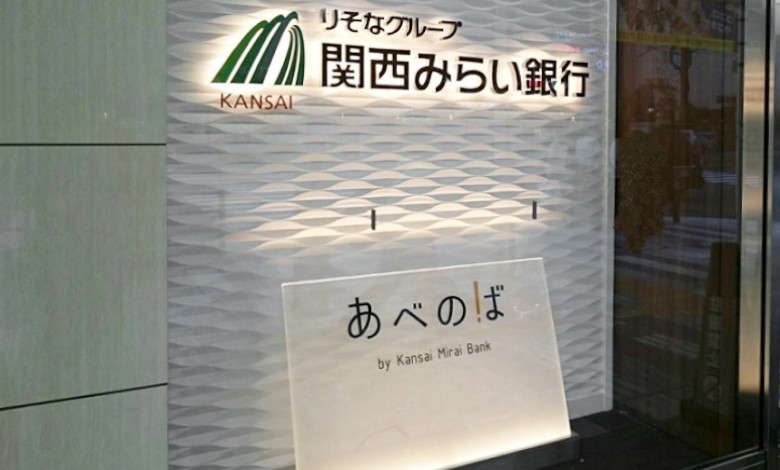 りそなグループ
関西みらい銀行
KANSAI
あべの!ば
by Kansai Mirai Bank